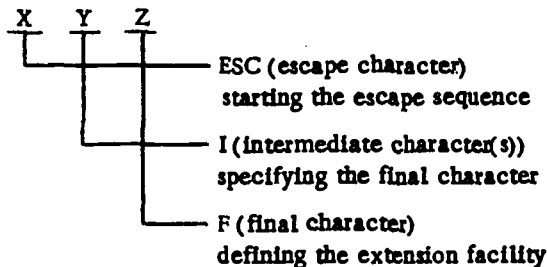 X Y Z
ESC (escape character)
starting the escape sequence
I (intermediate character(s))
specifying the final character
F (final character)
defining the extension facility